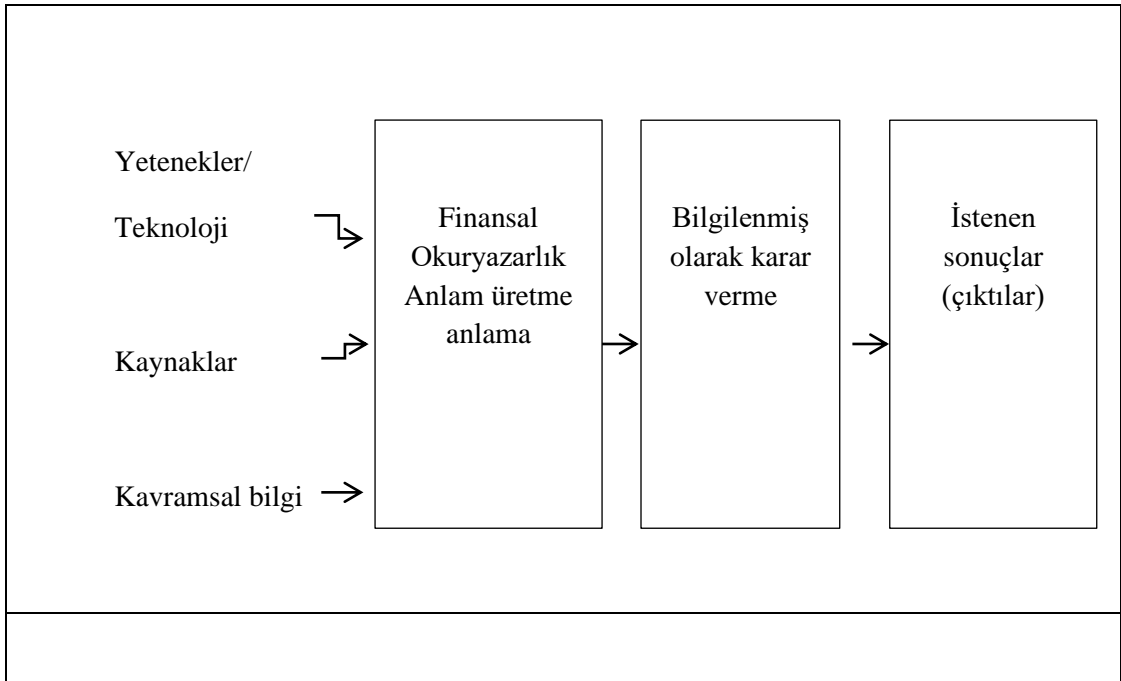 Yetenekler/
Teknoloji
Kaynaklar
Kavramsal bilgi
Finansal
Okuryazarlık
Anlam üretme
anlama
Bilgilenmiş
olarak karar
verme
İstenen
sonuçlar
(çıktılar)